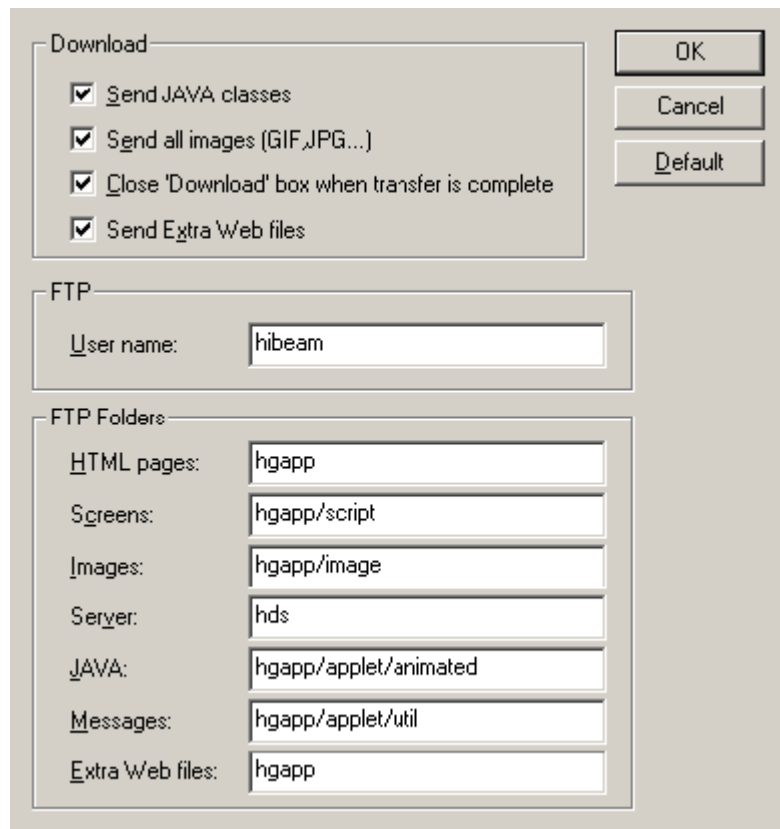 Download
Send JAVA classes
Send all images (GIF,JPG...)
Close 'Download' box when transfer is complete
Send Extra Web files
OK
Cancel
Default
FTP
User name: hibeam
FTP Folders
HTML pages: hgapp
Screens: hgapp/script
Images: hgapp/image
Server: hds
JAVA: hgapp/applet/animated
Messages: hgapp/applet/util
Extra Web files: hgapp